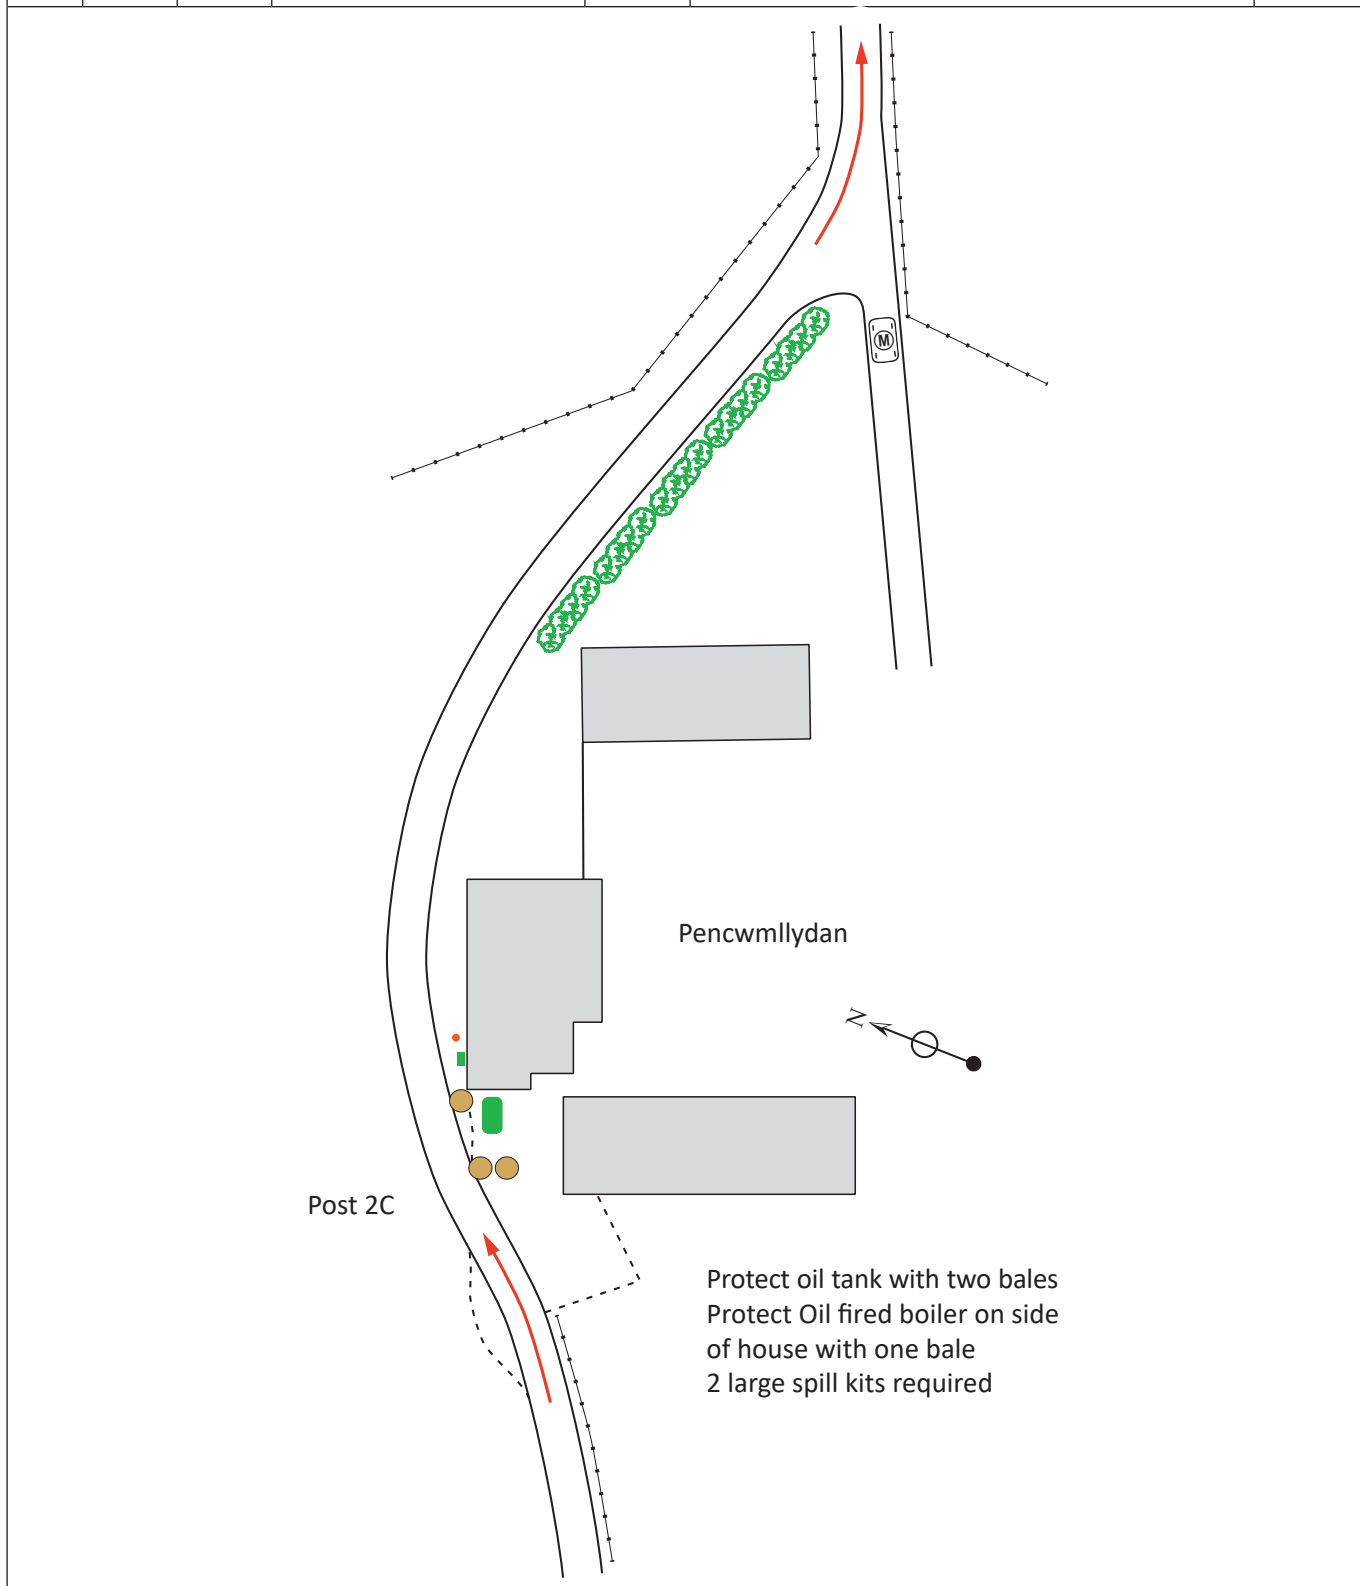 M
Pencwmllydan
N
Post 2C
Protect oil tank with two bales
Protect Oil fired boiler on side
of house with one bale
2 large spill kits required